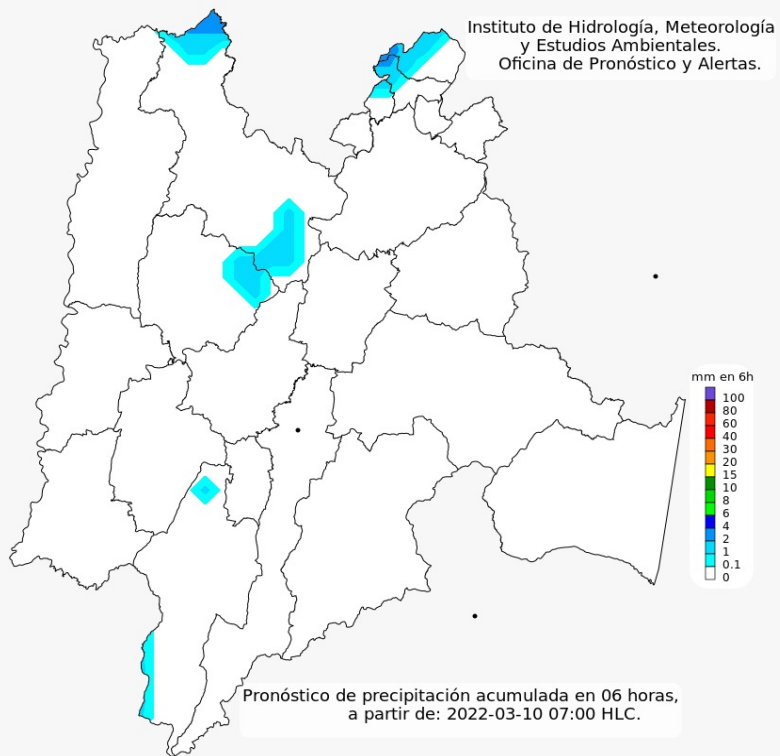 Instituto de Hidrología, Meteorología
y Estudios Ambientales.
Oficina de Pronóstico y Alertas.
mm en 6h
100
80
60
40
30
20
15
10
8
6
4
2
1
0.1
0
Pronóstico de precipitación acumulada en 06 horas,
a partir de: 2022-03-10 07:00 HLC.